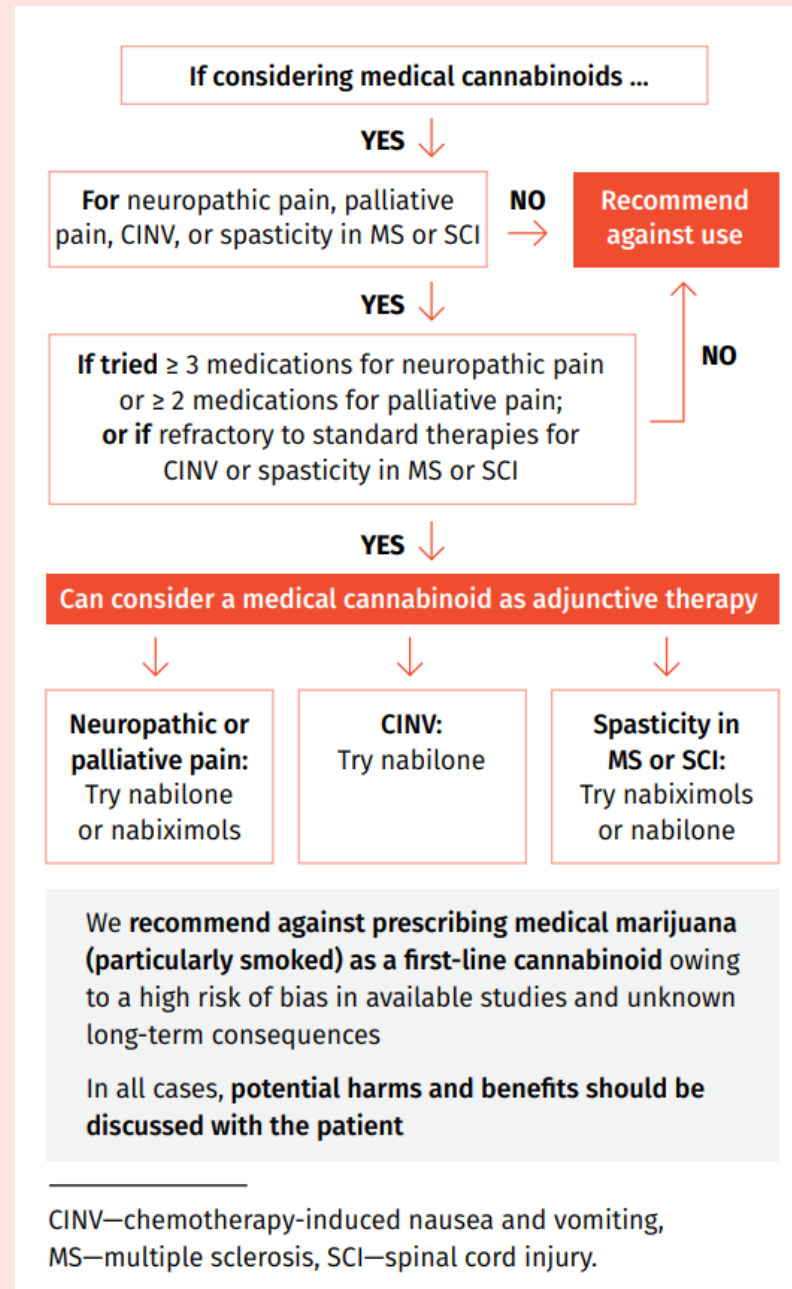 If considering medical cannabinoids ...
YES
For neuropathic pain, palliative
pain, CINV, or spasticity in MS or SCI
NO
Recommend
against use
YES
If tried ≥ 3 medications for neuropathic pain
or ≥ 2 medications for palliative pain;
or if refractory to standard therapies for
CINV or spasticity in MS or SCI
NO
YES
Can consider a medical cannabinoid as adjunctive therapy
Neuropathic or
palliative pain:
Try nabilone
or nabiximols
CINV:
Try nabilone
Spasticity in
MS or SCI:
Try nabiximols
or nabilone
We recommend against prescribing medical marijuana
(particularly smoked) as a first-line cannabinoid owing
to a high risk of bias in available studies and unknown
long-term consequences
In all cases, potential harms and benefits should be
discussed with the patient
CINV—chemotherapy-induced nausea and vomiting,
MS—multiple sclerosis, SCI—spinal cord injury.